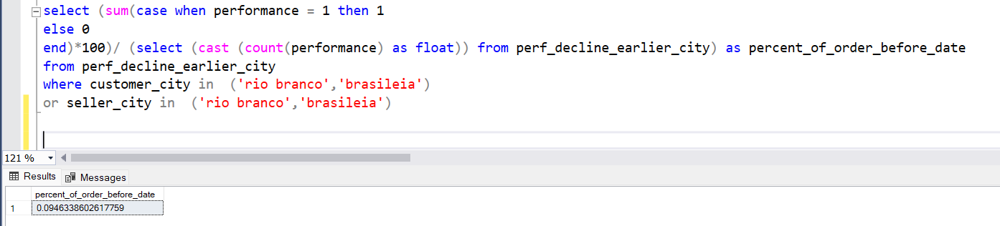 select (sum(case when performance = 1 then 1
else 0
end)*100)/ (select (cast (count(performance) as float)) from perf_decline_earlier_city) as percent_of_order_before_date
from perf_decline_earlier_city
where customer_city in  ('rio branco','brasileia')
or seller_city in  ('rio branco','brasileia')
121 %
Results Messages
percent_of_order_before_date
1 0.0946338602617759